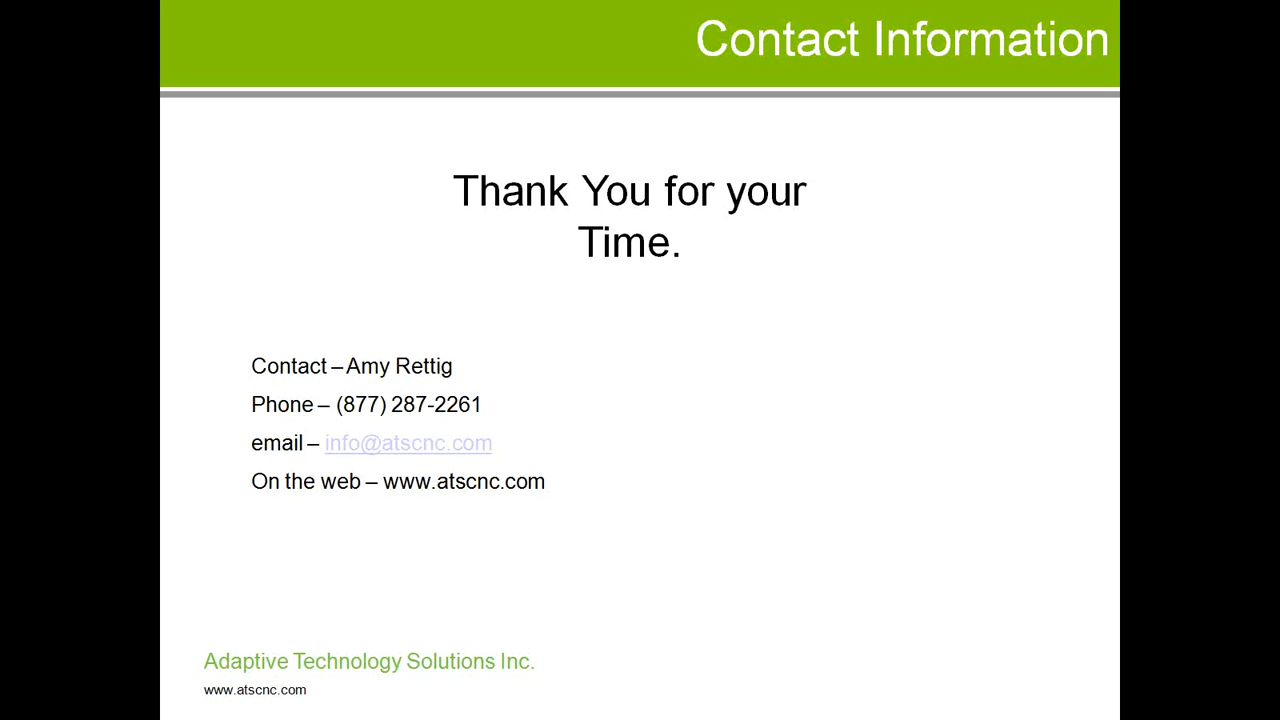 Contact Information
Thank You for your
Time.
Contact – Amy Rettig
Phone – (877) 287-2261
email – info@atscnc.com
On the web – www.atscnc.com
Adaptive Technology Solutions Inc.
www.atscnc.com